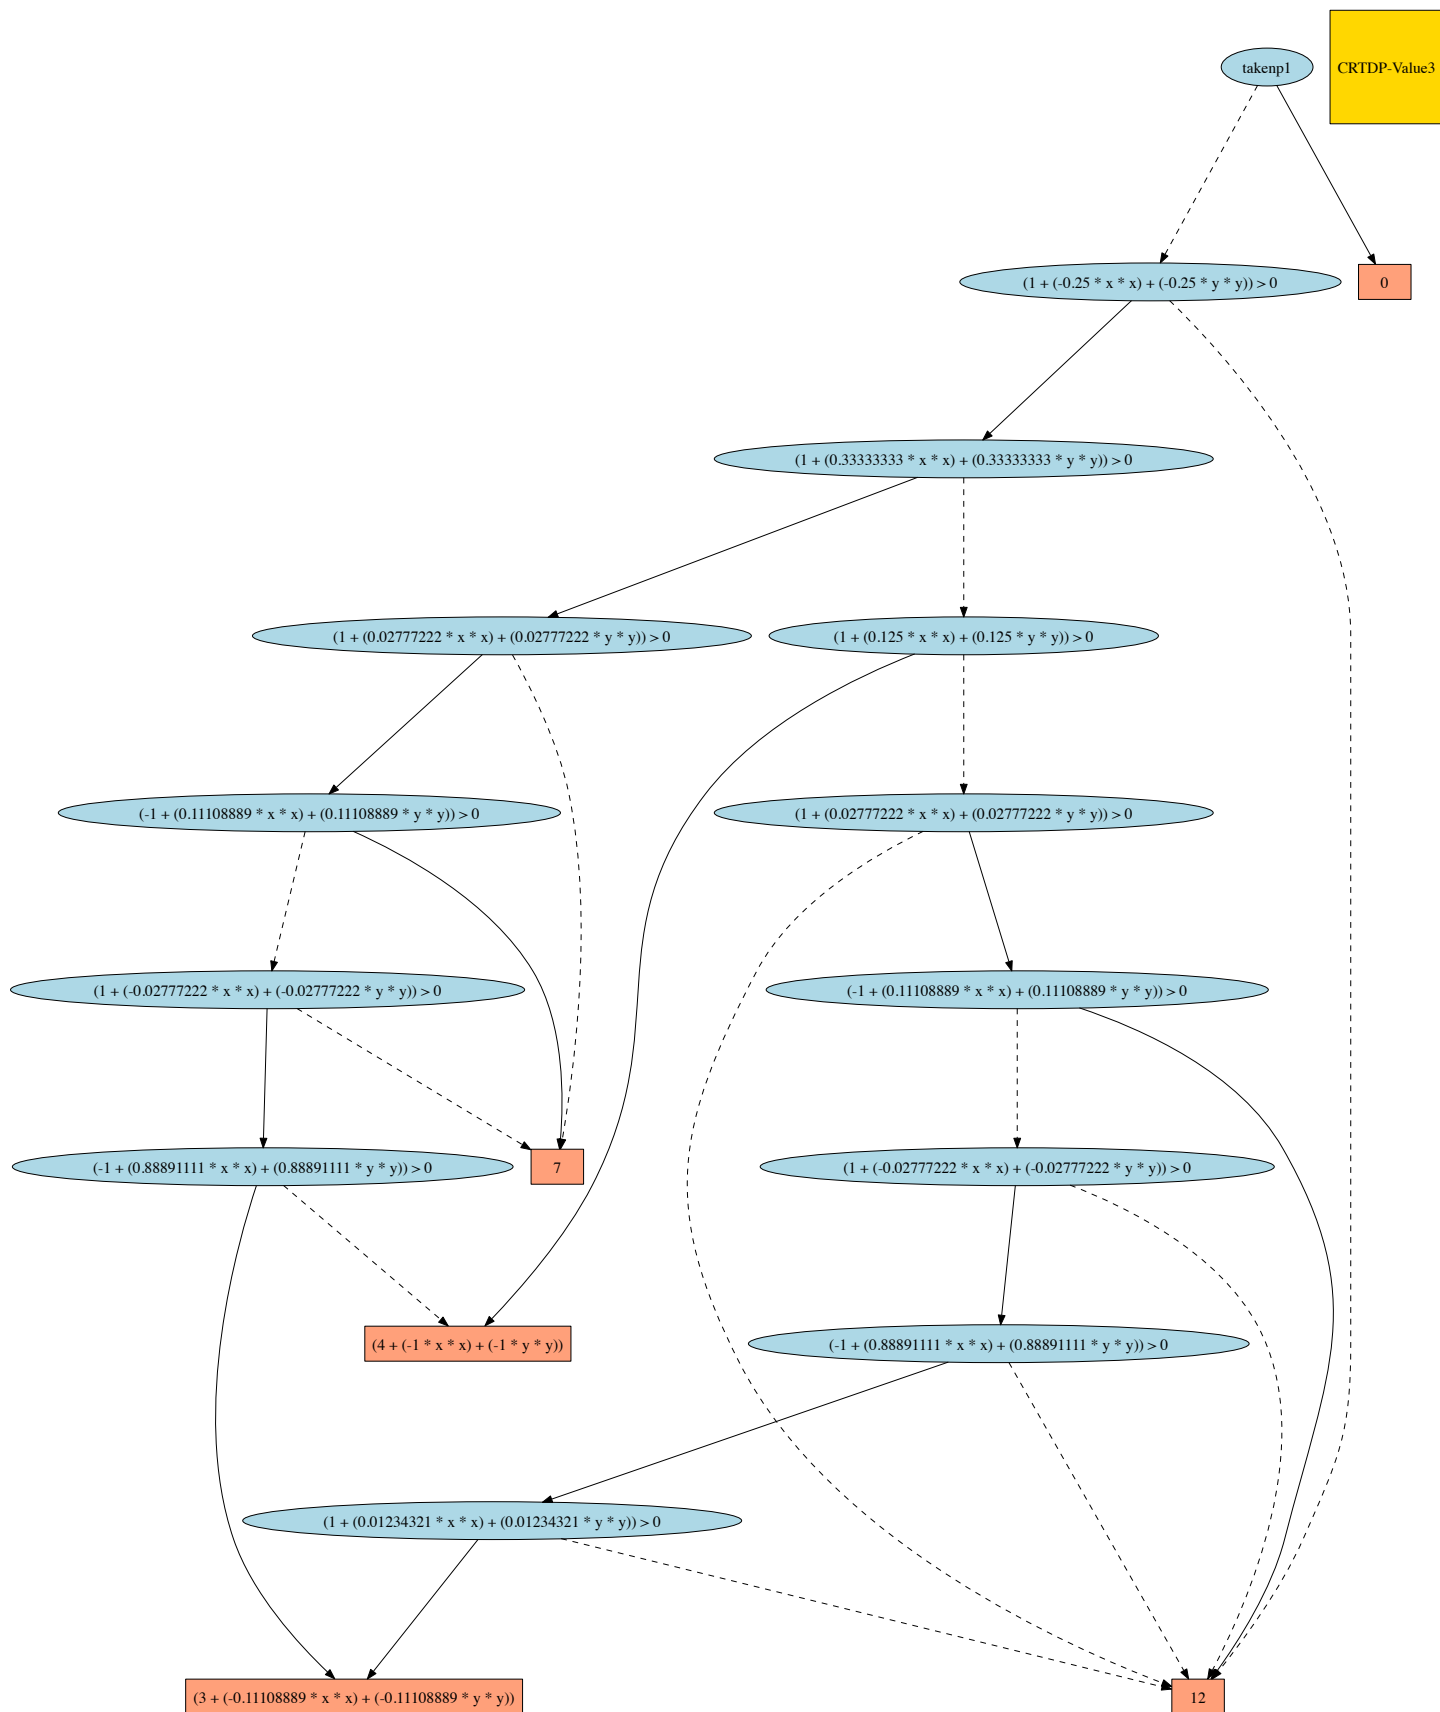 takenp1
CRTDP-Value3
(1 + (-0.25 * x * x) + (-0.25 * y * y)) > 0
0
(1 + (0.33333333 * x * x) + (0.33333333 * y * y)) > 0
(1 + (0.02777222 * x * x) + (0.02777222 * y * y)) > 0
(1 + (0.125 * x * x) + (0.125 * y * y)) > 0
(-1 + (0.11108889 * x * x) + (0.11108889 * y * y)) > 0
(1 + (0.02777222 * x * x) + (0.02777222 * y * y)) > 0
(1 + (-0.02777222 * x * x) + (-0.02777222 * y * y)) > 0
(-1 + (0.11108889 * x * x) + (0.11108889 * y * y)) > 0
(-1 + (0.88891111 * x * x) + (0.88891111 * y * y)) > 0
7
(1 + (-0.02777222 * x * x) + (-0.02777222 * y * y)) > 0
(4 + (-1 * x * x) + (-1 * y * y))
(-1 + (0.88891111 * x * x) + (0.88891111 * y * y)) > 0
(1 + (0.01234321 * x * x) + (0.01234321 * y * y)) > 0
(3 + (-0.11108889 * x * x) + (-0.11108889 * y * y))
12